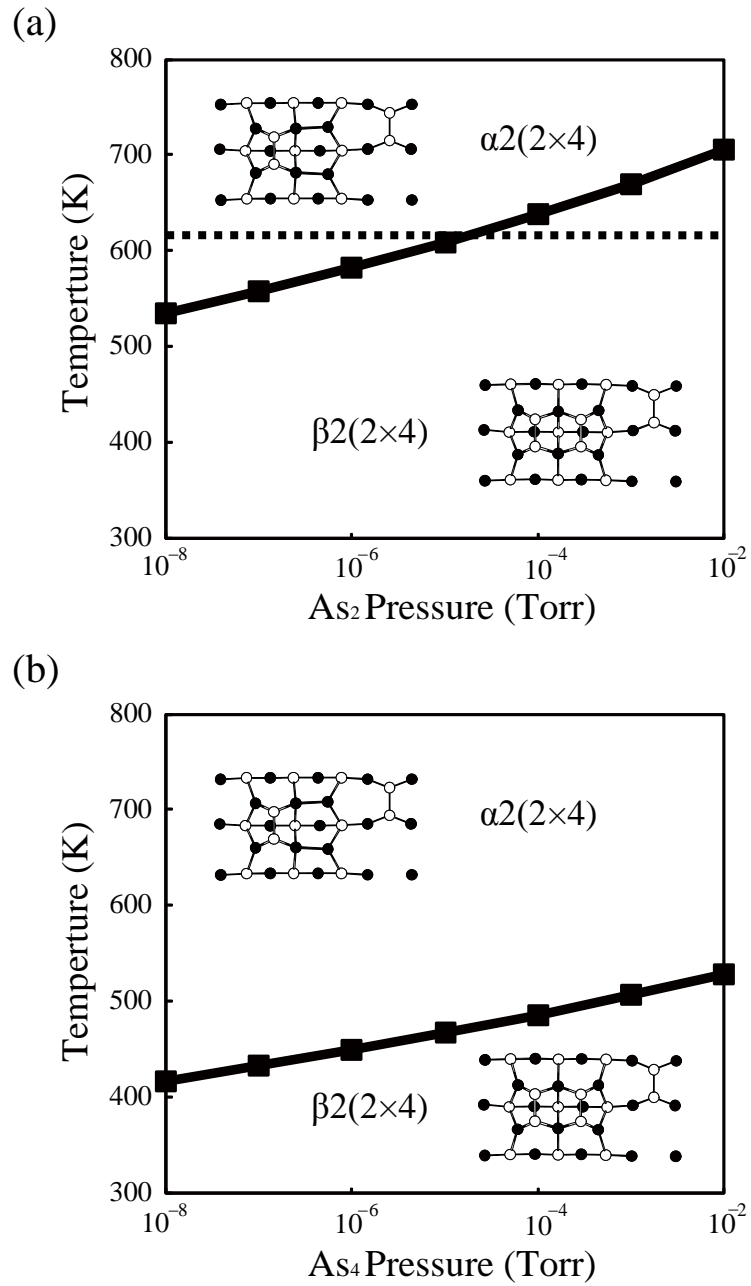 (a)
800
α2(2×4)
700
600
500
β2(2×4)
400
300
10⁻⁸
10⁻⁶
10⁻⁴
10⁻²
Temperture (K)
As₂ Pressure (Torr)
(b)
800
α2(2×4)
700
600
500
400
β2(2×4)
300
10⁻⁸
10⁻⁶
10⁻⁴
10⁻²
Temperture (K)
As₄ Pressure (Torr)